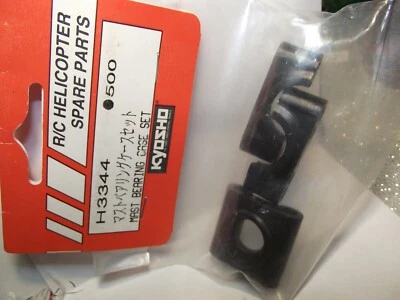 R/C HELICOPTER
SPARE PARTS
●500
H3344
マストベアリングケースセット
MAST BEARING CASE SET
KYOSHO